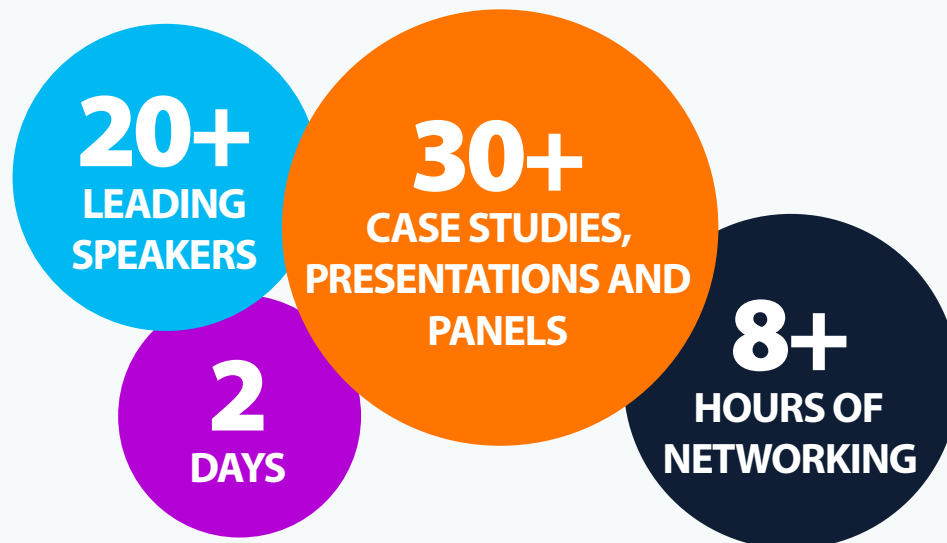 20+
LEADING
SPEAKERS
30+
CASE STUDIES,
PRESENTATIONS AND
PANELS
2
DAYS
8+
HOURS OF
NETWORKING